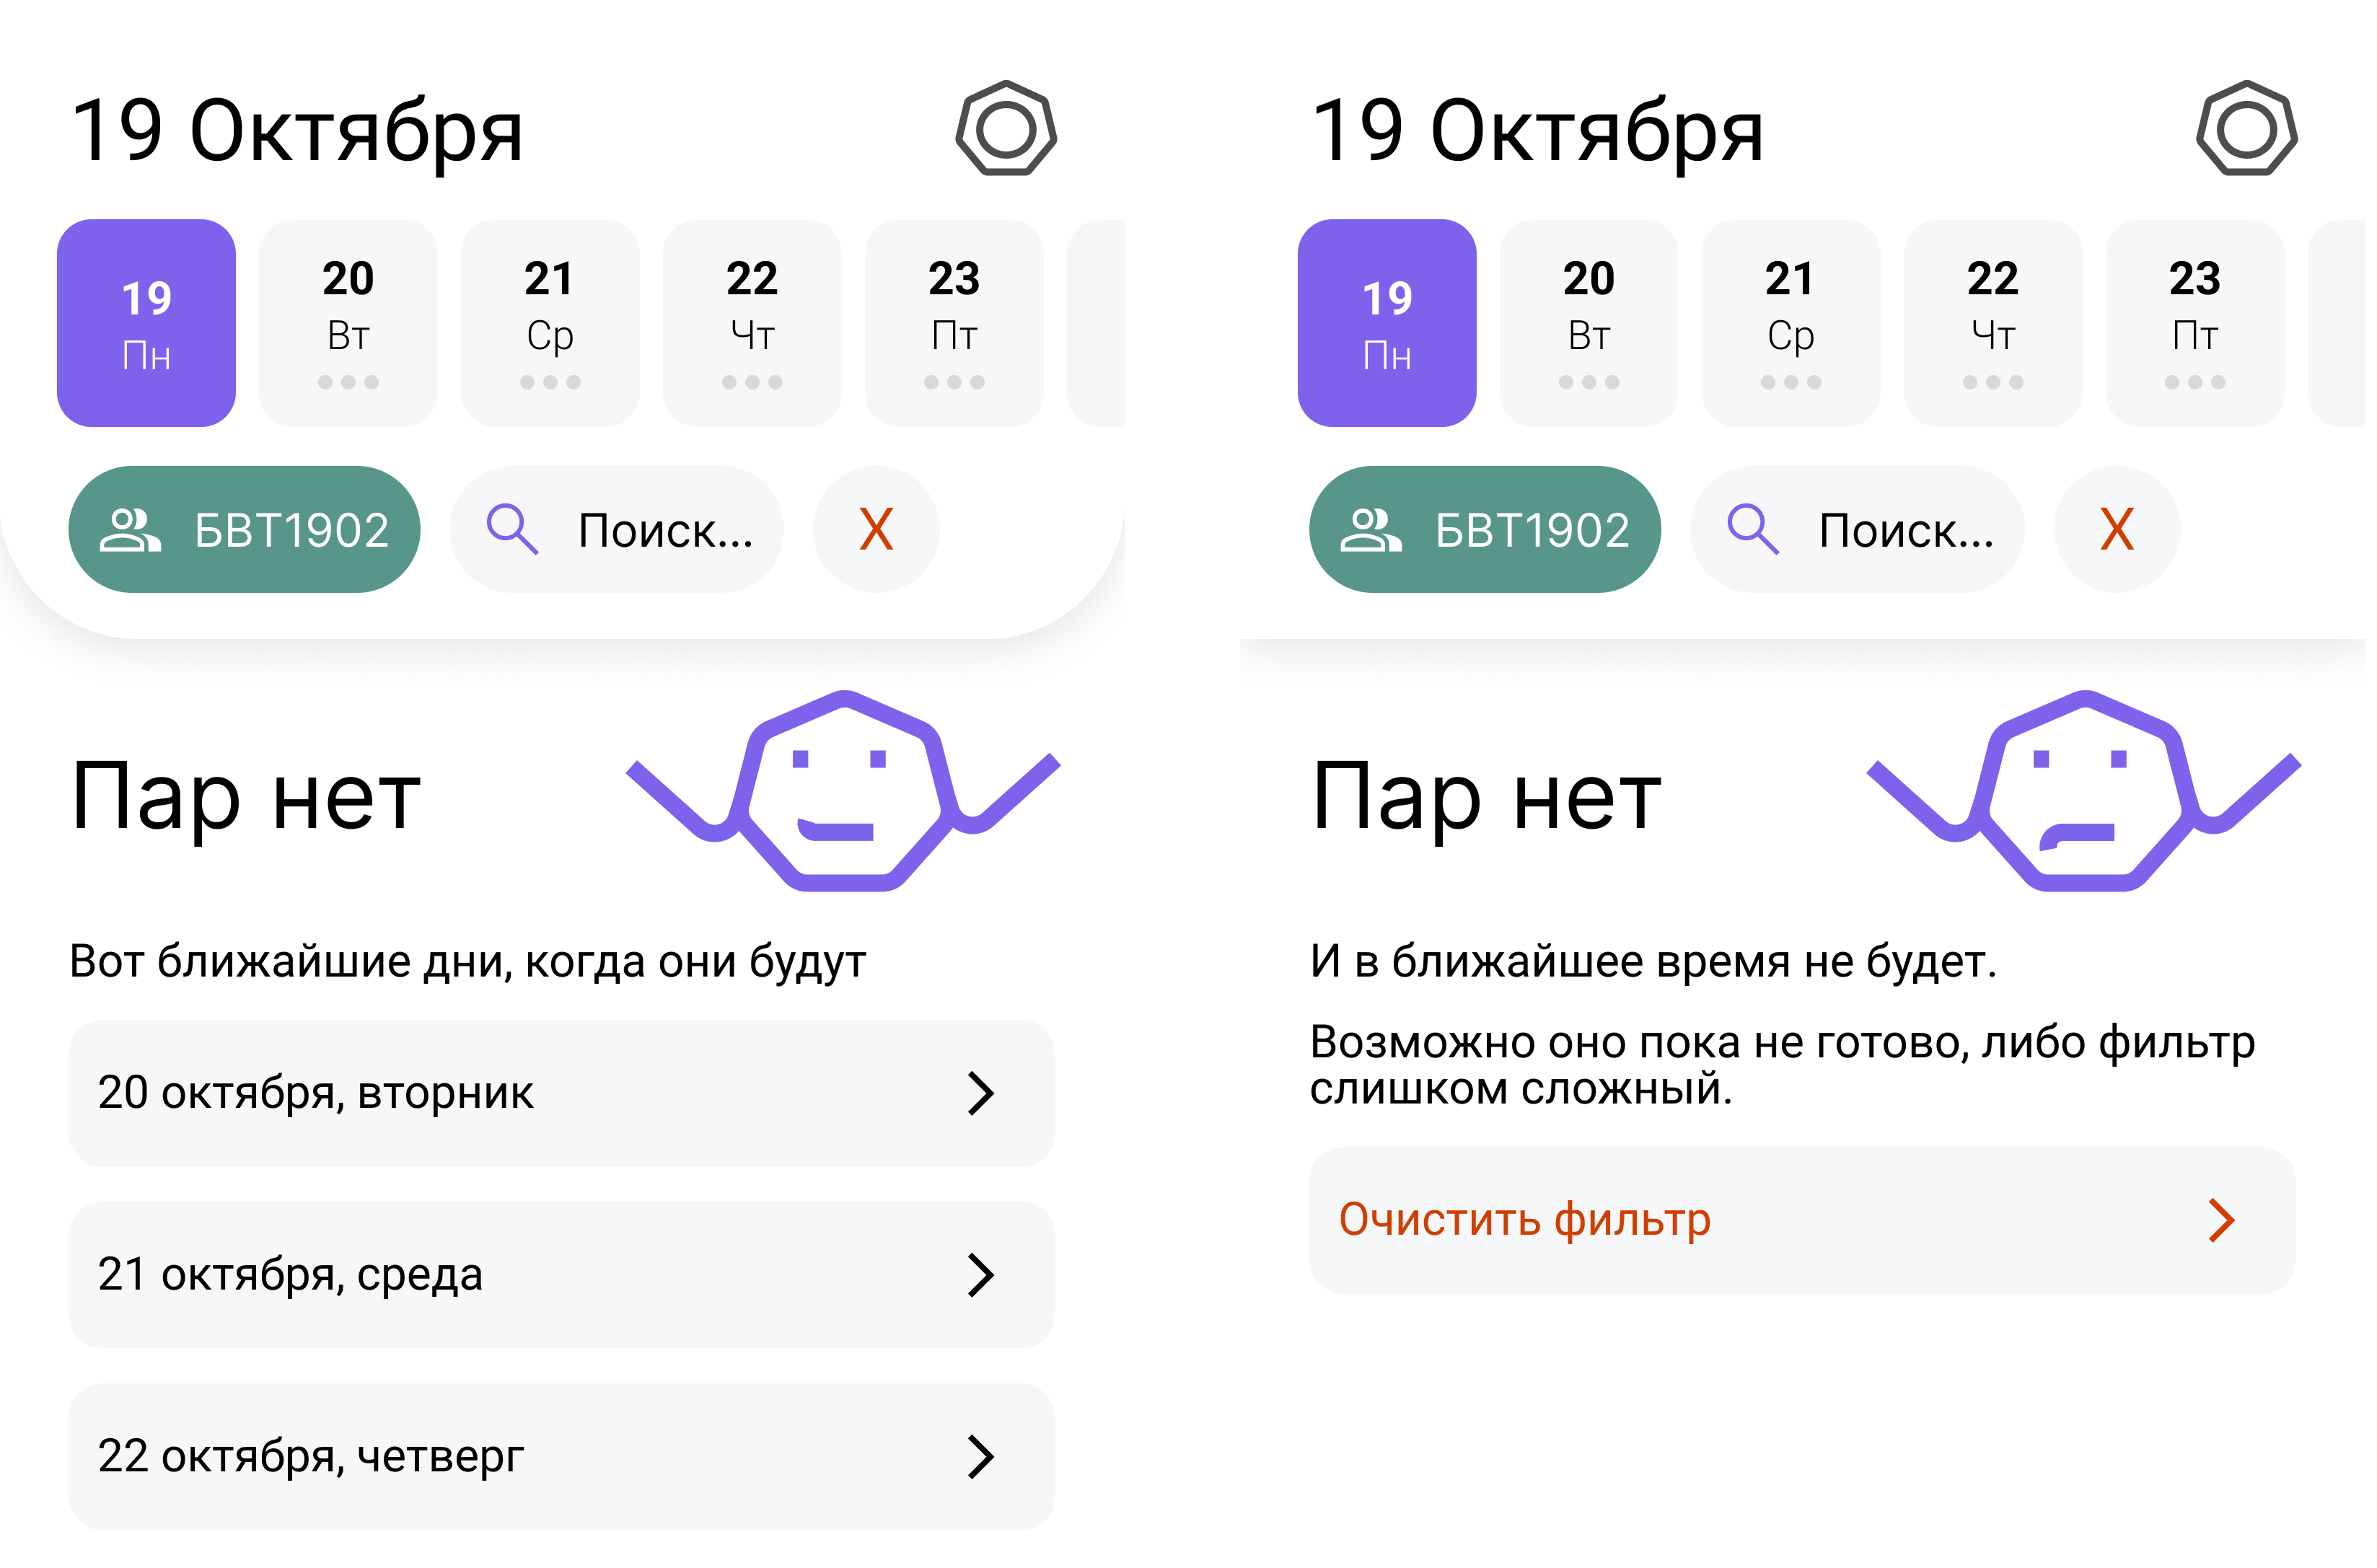 19 Октября
19
Пн
20
Вт
21
Ср
22
Чт
23
Пт
БВТ1902
Поиск...
X
Пар нет
Вот ближайшие дни, когда они будут
20 октября, вторник
21 октября, среда
22 октября, четверг
19 Октября
19
Пн
20
Вт
21
Ср
22
Чт
23
Пт
БВТ1902
Поиск...
X
Пар нет
И в ближайшее время не будет.
Возможно оно пока не готово, либо фильтр
слишком сложный.
Очистить фильтр